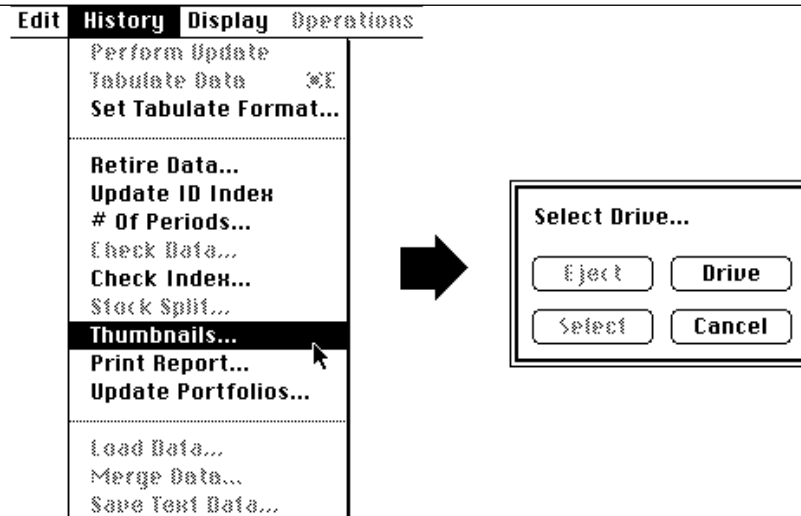 Edit History Display Operations
Perform Update
Tabulate Data ⌘E
Set Tabulate Format...
Retire Data...
Update ID Index
# Of Periods...
Check Data...
Check Index...
Stock Split...
Thumbnails...
Print Report...
Update Portfolios...
Load Data...
Merge Data...
Save Text Data...
Select Drive...
Eject Drive
Select Cancel